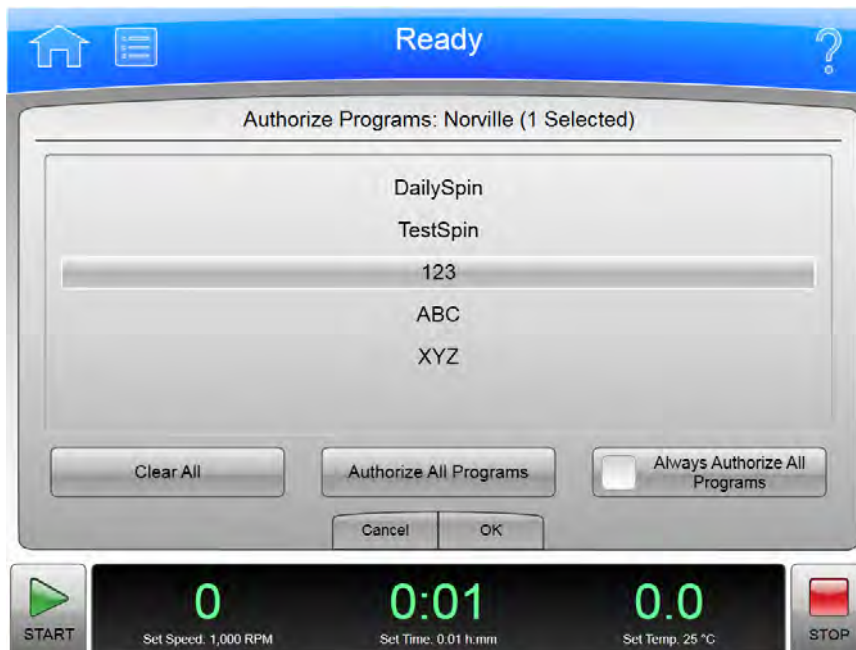 Ready
Authorize Programs: Norville (1 Selected)
DailySpin
TestSpin
123
ABC
XYZ
Clear All
Authorize All Programs
Always Authorize All
Programs
Cancel
OK
START
0
0:01
0.0
Set Speed. 1,000 RPM
Set Time. 0.01 h:mm
Set Temp. 25 °C
STOP